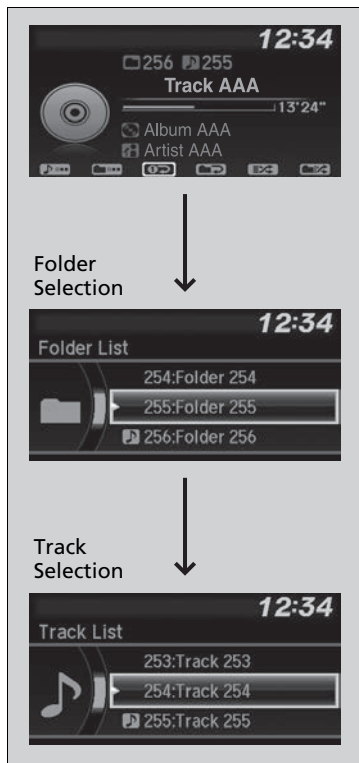 12:34
256 255
Track AAA
13'24"
Album AAA
Artist AAA
Folder
Selection
12:34
Folder List
254:Folder 254
255:Folder 255
256:Folder 256
Track
Selection
12:34
Track List
253:Track 253
254:Track 254
255:Track 255